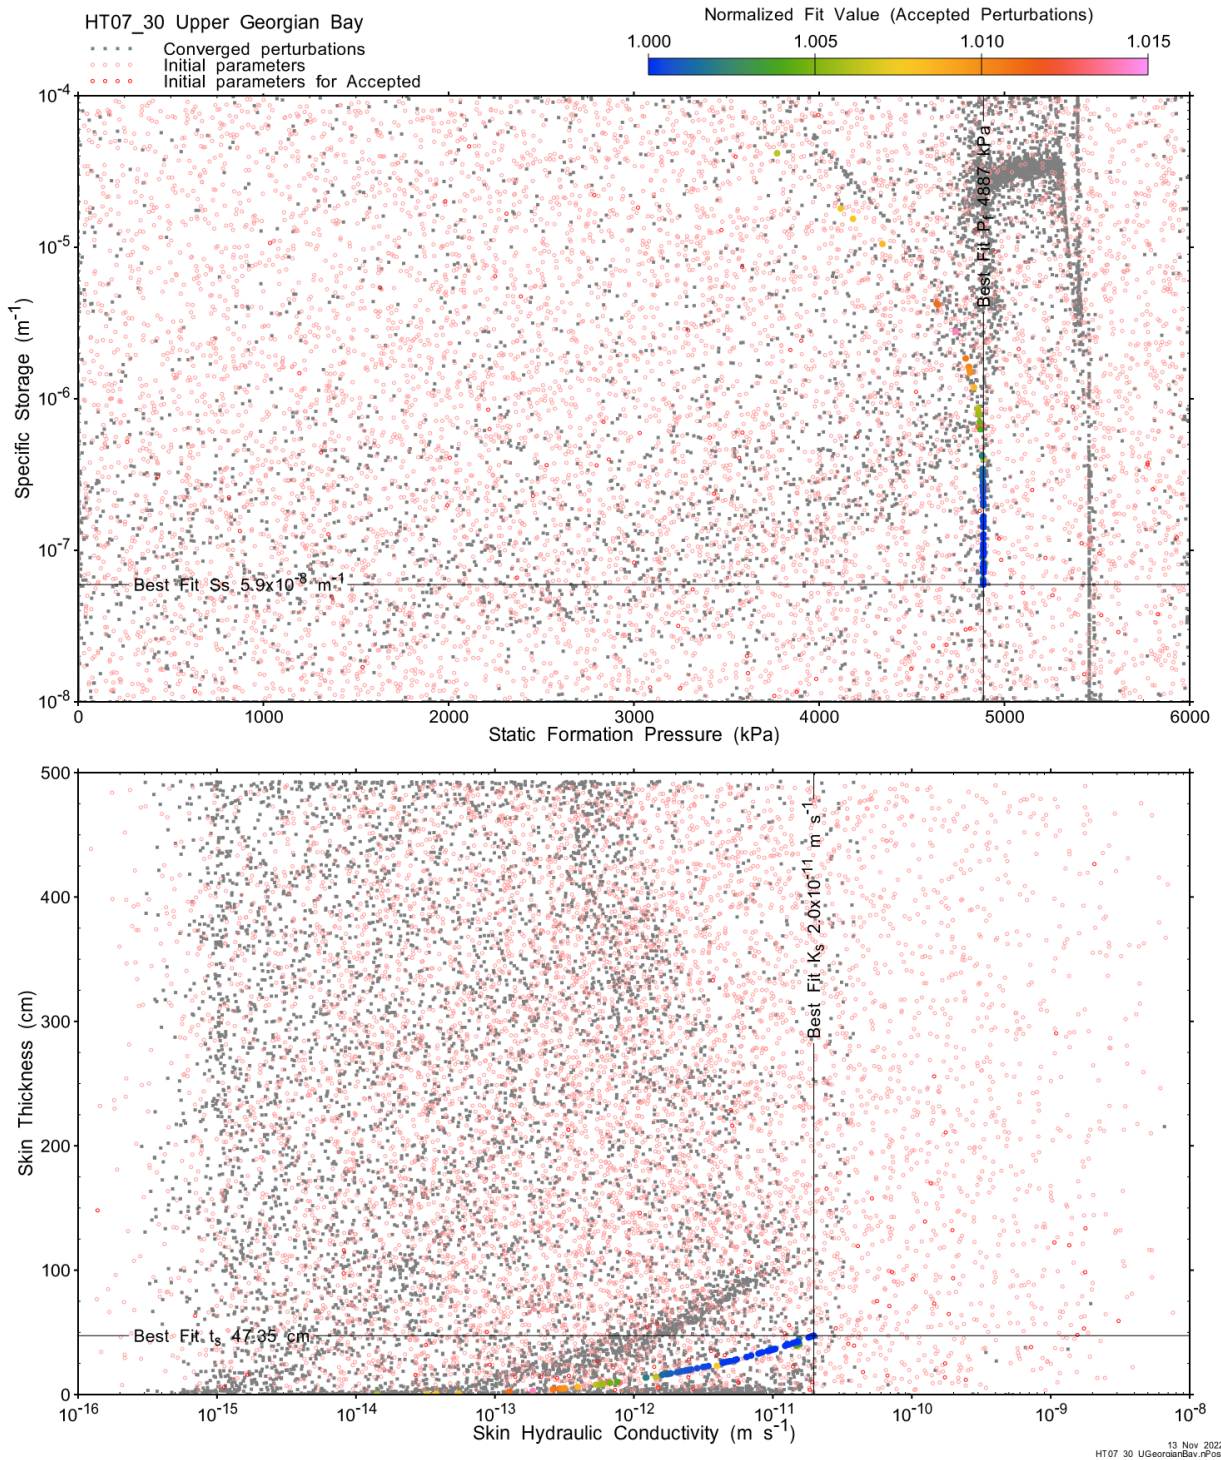 HT07_30 Upper Georgian Bay
Converged perturbations
Initial parameters
Initial parameters for Accepted
Normalized Fit Value (Accepted Perturbations)
1.000 1.005 1.010 1.015
10-4
10-5
10-6
10-7
10-8
Specific Storage (m-1)
Best Fit Pf 4887 kPa
Best Fit Ss 5.9x10-8 m-1
0 1000 2000 3000 4000 5000 6000
Static Formation Pressure (kPa)
500
400
300
200
100
0
Skin Thickness (cm)
Best Fit Ks 2.0x10-11 m s-1
Best Fit ts 47.35 cm
10-16 10-15 10-14 10-13 10-12 10-11 10-10 10-9 10-8
Skin Hydraulic Conductivity (m s-1)
13 Nov 2022
HT07_30_UGeorgianBay.nPos